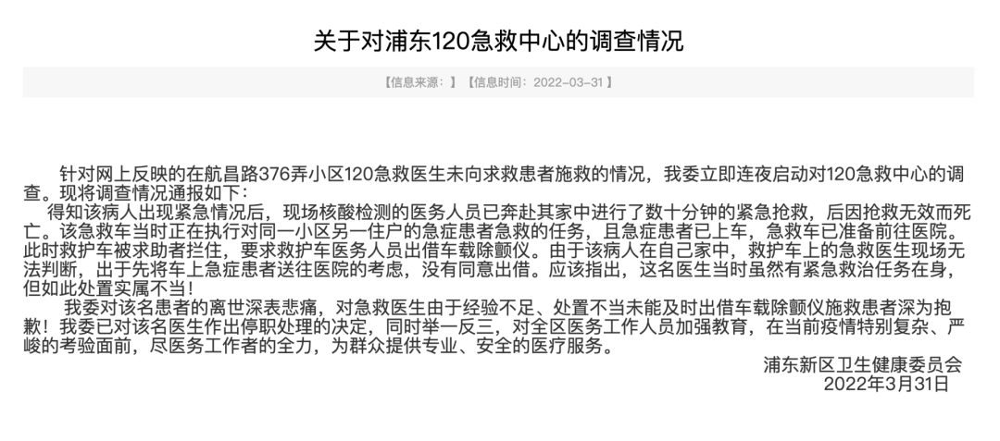 关于对浦东120急救中心的调查情况
【信息来源：】【信息时间：2022-03-31 】
针对网上反映的在航昌路376弄小区120急救医生未向求救患者施救的情况，我委立即连夜启动对120急救中心的调
查。现将调查情况通报如下：
得知该病人出现紧急情况后，现场核酸检测的医务人员已奔赴其家中进行了数十分钟的紧急抢救，后因抢救无效而死
亡。该急救车当时正在执行对同一小区另一住户的急症患者急救的任务，且急症患者已上车，急救车已准备前往医院。
此时救护车被求助者拦住，要求救护车医务人员出借车载除颤仪。由于该病人在自己家中，救护车上的急救医生现场无
法判断，出于先将车上急症患者送往医院的考虑，没有同意出借。应该指出，这名医生当时虽然有紧急救治任务在身，
但如此处置实属不当！
我委对该名患者的离世深表悲痛，对急救医生由于经验不足、处置不当未能及时出借车载除颤仪施救患者深为抱
歉！我委已对该名医生作出停职处理的决定，同时举一反三，对全区医务工作人员加强教育，在当前疫情特别复杂、严
峻的考验面前，尽医务工作者的全力，为群众提供专业、安全的医疗服务。
浦东新区卫生健康委员会
2022年3月31日